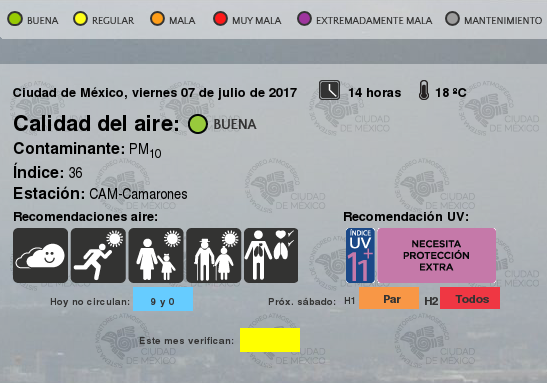 BUENA REGULAR MALA MUY MALA EXTREMADAMENTE MALA MANTENIMIENTO
Ciudad de México, viernes 07 de julio de 2017 14 horas 18 ºC
Calidad del aire: BUENA
Contaminante: PM10
Índice: 36
Estación: CAM-Camarones
Recomendaciones aire: Recomendación UV:
ÍNDICE
UV
11+
NECESITA
PROTECCIÓN
EXTRA
Hoy no circulan: 9 y 0 Próx. sábado: H1 Par H2 Todos
Este mes verifican:
CIUDAD
DE MÉXICO